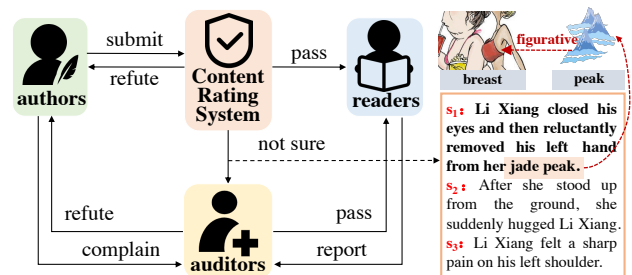 submit
refute
authors
Content
Rating
System
pass
readers
not sure
refute
complain
auditors
pass
report
figurative
breast
peak
s1: Li Xiang closed his
eyes and then reluctantly
removed his left hand
from her jade peak.
s2: After she stood up
from the ground, she
suddenly hugged Li Xiang.
s3: Li Xiang felt a sharp
pain on his left shoulder.